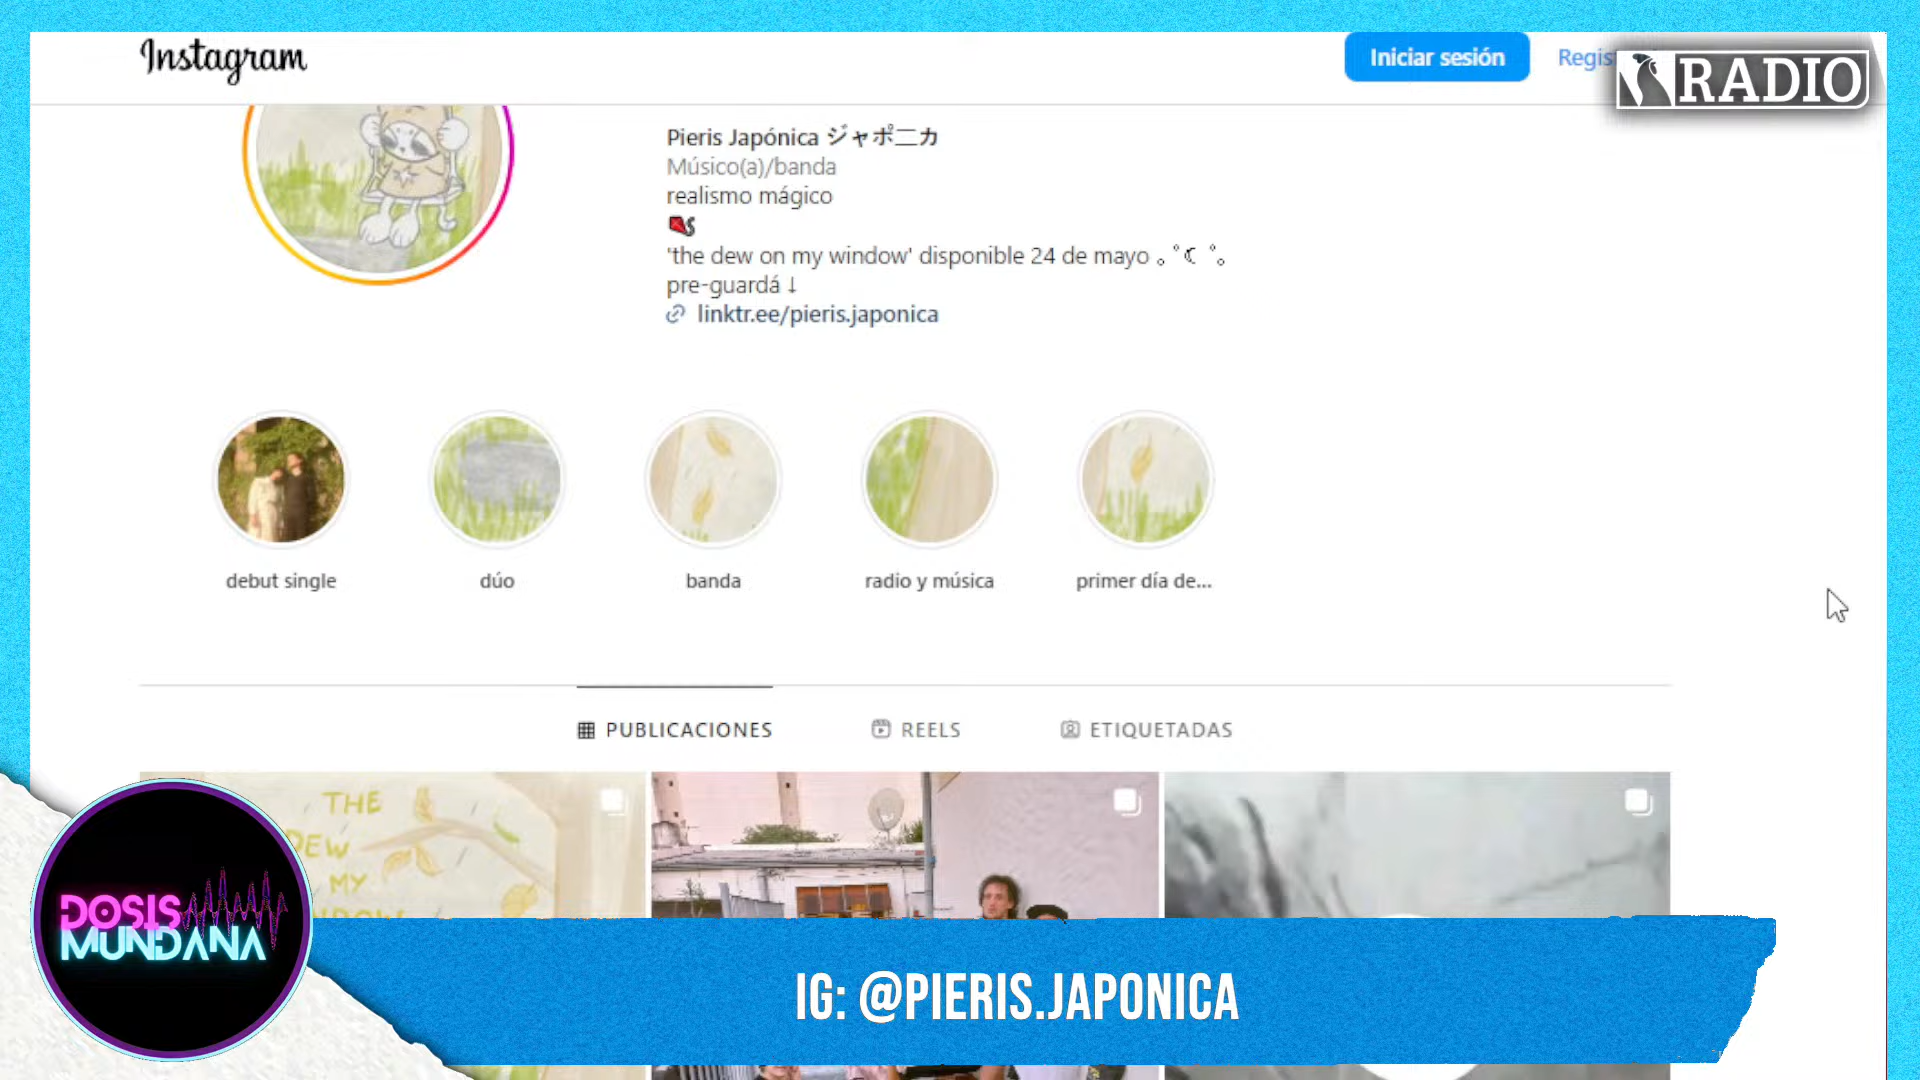 Instagram
Iniciar sesión
RADIO
Pieris Japónica ジャポニカ
Músico(a)/banda
realismo mágico
'the dew on my window' disponible 24 de mayo ｡ ﾟ☾ ﾟ｡
pre-guardá ↓
linktr.ee/pieris.japonica
debut single
dúo
banda
radio y música
primer día de...
PUBLICACIONES
REELS
ETIQUETADAS
THE
DEW
MY
DOSIS
MUNDANA
IG: @PIERIS.JAPONICA